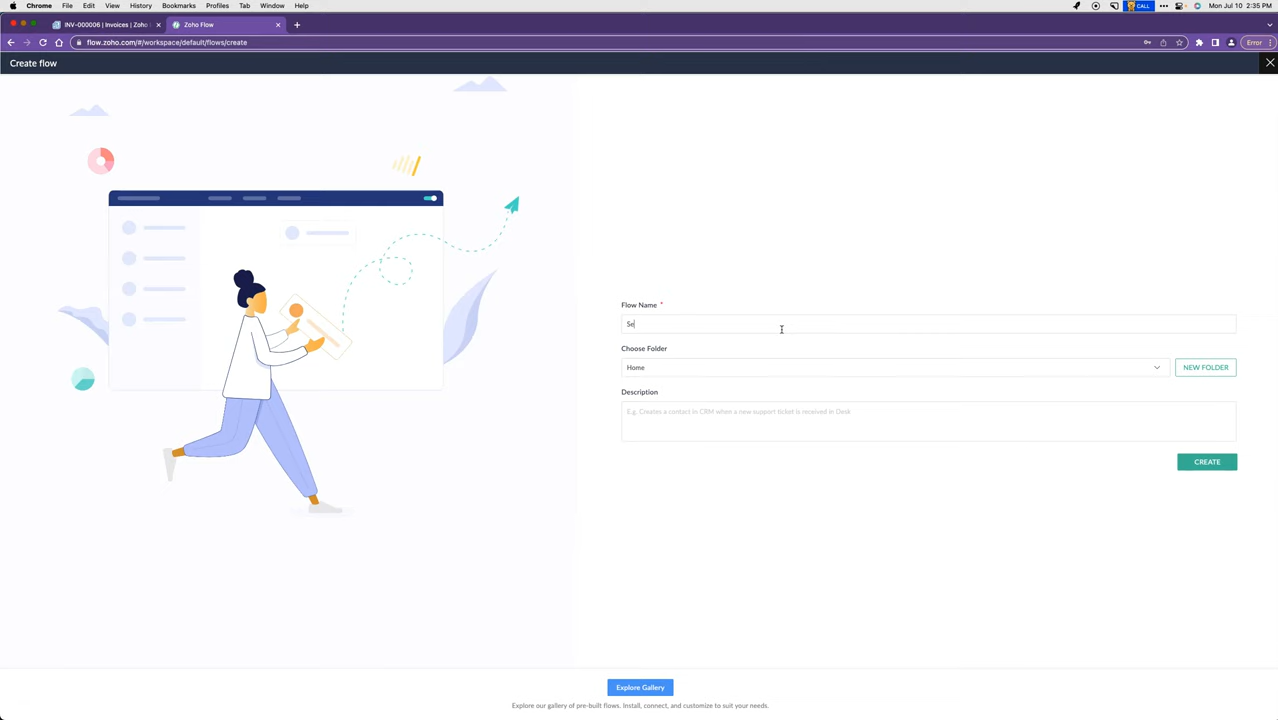 Chrome File Edit View History Bookmarks Profiles Tab Window Help CALL Mon Jul 10 2:35 PM
INV-000006 | Invoices | Zoho Zoho Flow
flow.zoho.com/#/workspace/default/flows/create Error
Create flow
Flow Name *
Se
Choose Folder
Home NEW FOLDER
Description
E.g. Creates a contact in CRM when a new support ticket is received in Desk
CREATE
Explore Gallery
Explore our gallery of pre-built flows. Install, connect, and customize to suit your needs.